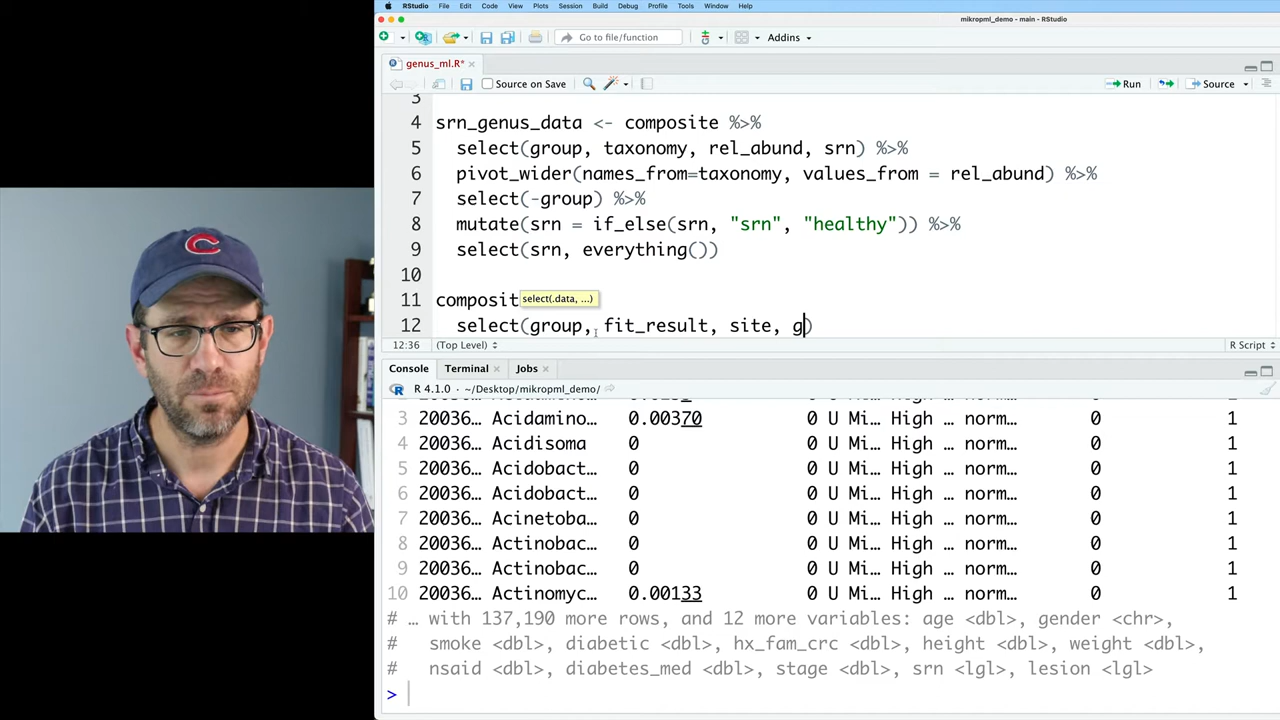 RStudio File Edit Code View Plots Session Build Debug Profile Tools Window Help
mikropml_demo - main - RStudio
Go to file/function Addins
genus_ml.R*
Source on Save Run Source
3
4 srn_genus_data <- composite %>%
5 select(group, taxonomy, rel_abund, srn) %>%
6 pivot_wider(names_from=taxonomy, values_from = rel_abund) %>%
7 select(-group) %>%
8 mutate(srn = if_else(srn, "srn", "healthy")) %>%
9 select(srn, everything())
10
11 composit select(.data, ...)
12 select(group, fit_result, site, g)
12:36 (Top Level) R Script
Console Terminal Jobs
R 4.1.0 · ~/Desktop/mikropml_demo/
3 20036… Acidamino… 0.00370 0 U Mi… High … norm… 0 1
4 20036… Acidisoma 0 0 U Mi… High … norm… 0 1
5 20036… Acidobact… 0 0 U Mi… High … norm… 0 1
6 20036… Acidobact… 0 0 U Mi… High … norm… 0 1
7 20036… Acinetoba… 0 0 U Mi… High … norm… 0 1
8 20036… Actinobac… 0 0 U Mi… High … norm… 0 1
9 20036… Actinobac… 0 0 U Mi… High … norm… 0 1
10 20036… Actinomyc… 0.00133 0 U Mi… High … norm… 0 1
# … with 137,190 more rows, and 12 more variables: age <dbl>, gender <chr>,
# smoke <dbl>, diabetic <dbl>, hx_fam_crc <dbl>, height <dbl>, weight <dbl>,
# nsaid <dbl>, diabetes_med <dbl>, stage <dbl>, srn <lgl>, lesion <lgl>
>